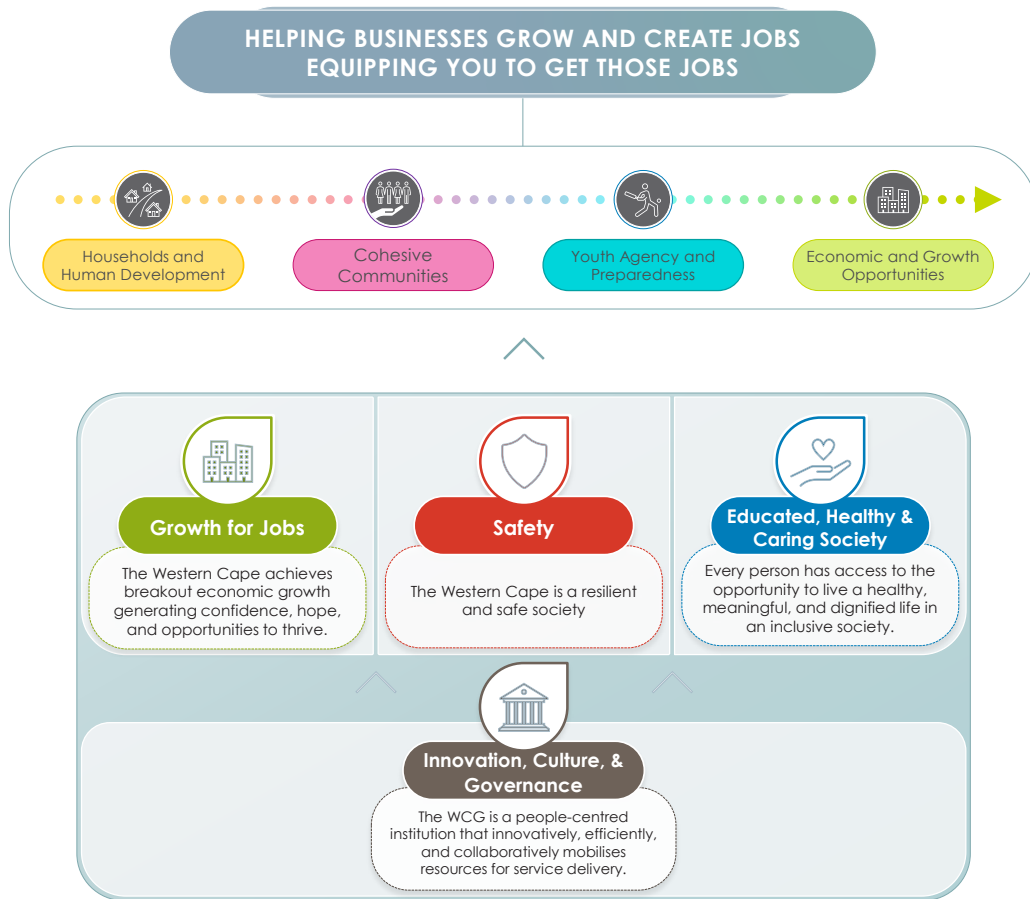 HELPING BUSINESSES GROW AND CREATE JOBS
EQUIPPING YOU TO GET THOSE JOBS
Households and
Human Development
Cohesive
Communities
Youth Agency and
Preparedness
Economic and Growth
Opportunities
Growth for Jobs
The Western Cape achieves
breakout economic growth
generating confidence, hope,
and opportunities to thrive.
Safety
The Western Cape is a resilient
and safe society
Educated, Healthy &
Caring Society
Every person has access to the
opportunity to live a healthy,
meaningful, and dignified life in
an inclusive society.
Innovation, Culture, &
Governance
The WCG is a people-centred
institution that innovatively, efficiently,
and collaboratively mobilises
resources for service delivery.